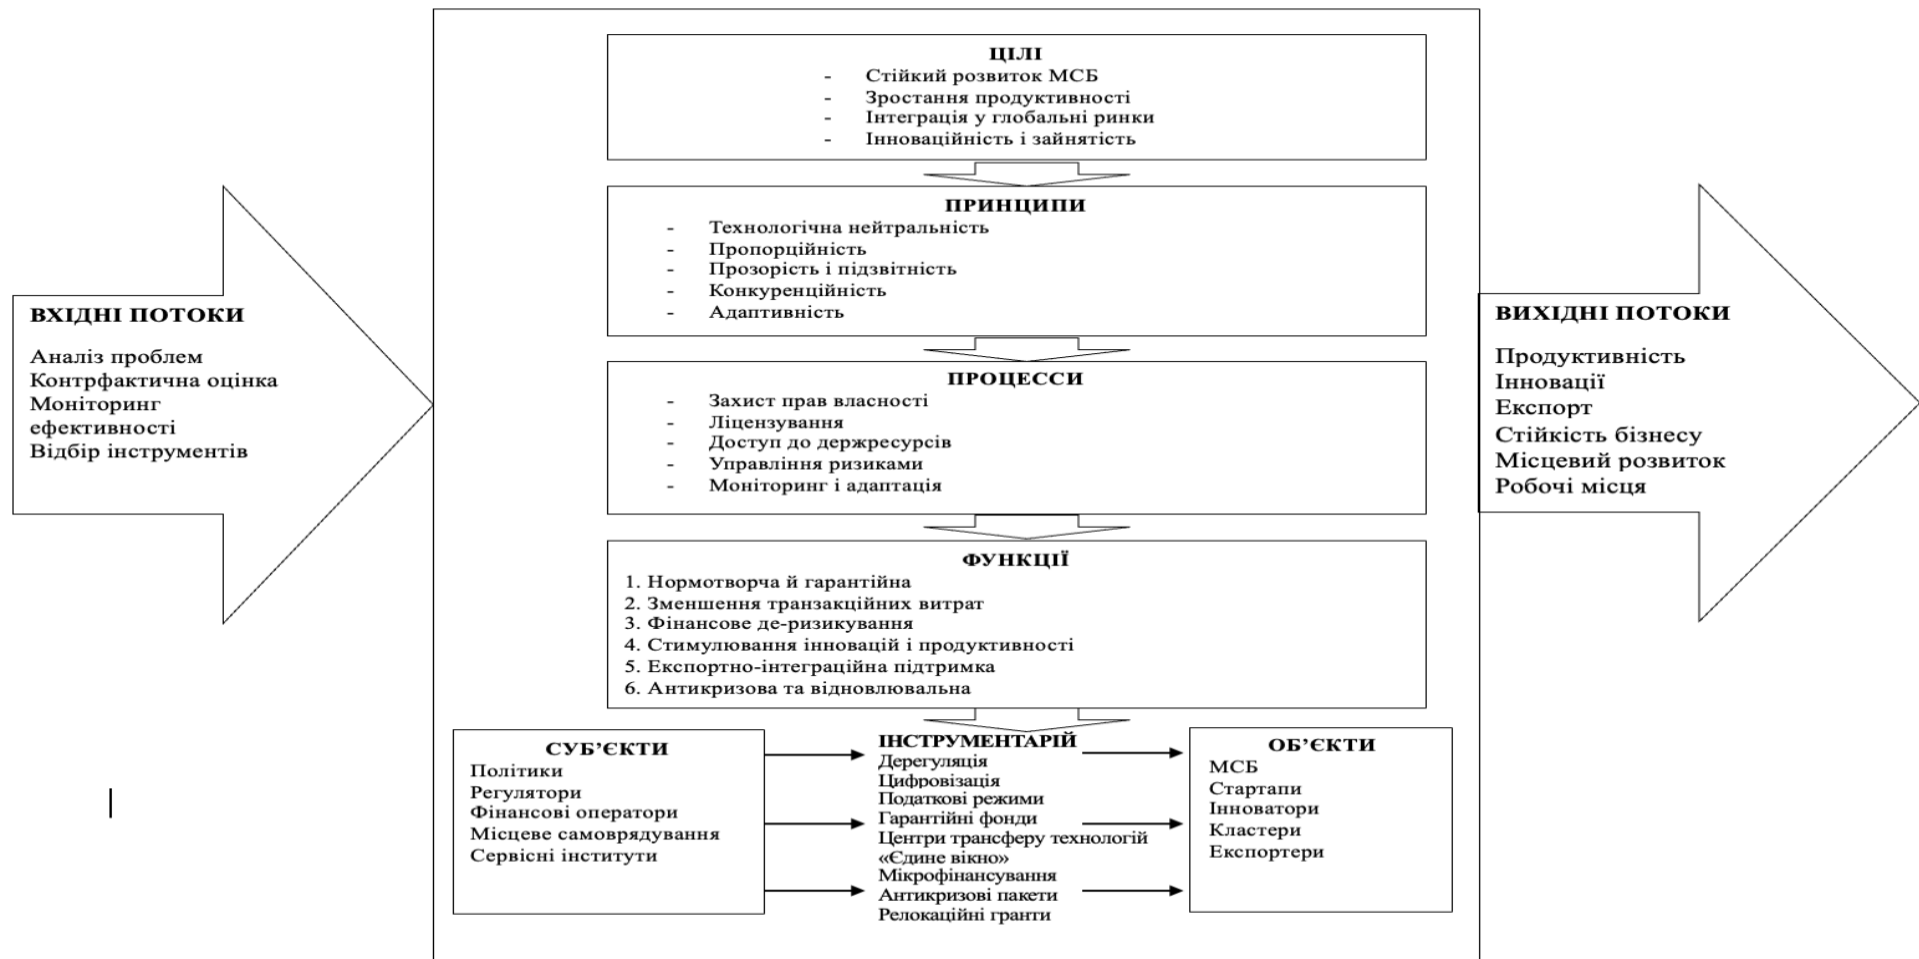 ЦІЛІ
- Стійкий розвиток МСБ
- Зростання продуктивності
- Інтеграція у глобальні ринки
- Інноваційність і зайнятість
ПРИНЦИПИ
- Технологічна нейтральність
- Пропорційність
- Прозорість і підзвітність
- Конкуренційність
- Адаптивність
ВХІДНІ ПОТОКИ
Аналіз проблем
Контрфактична оцінка
Моніторинг
ефективності
Відбір інструментів
ПРОЦЕССИ
- Захист прав власності
- Ліцензування
- Доступ до держресурсів
- Управління ризиками
- Моніторинг і адаптація
ВИХІДНІ ПОТОКИ
Продуктивність
Інновації
Експорт
Стійкість бізнесу
Місцевий розвиток
Робочі місця
ФУНКЦІЇ
1. Нормотворча й гарантійна
2. Зменшення транзакційних витрат
3. Фінансове де-ризикування
4. Стимулювання інновацій і продуктивності
5. Експортно-інтеграційна підтримка
6. Антикризова та відновлювальна
СУБ’ЄКТИ
Політики
Регулятори
Фінансові оператори
Місцеве самоврядування
Сервісні інститути
ІНСТРУМЕНТАРІЙ
Дерегуляція
Цифровізація
Податкові режими
Гарантійні фонди
Центри трансферу технологій
«Єдине вікно»
Мікрофінансування
Антикризові пакети
Релокаційні гранти
ОБ’ЄКТИ
МСБ
Стартапи
Інноватори
Кластери
Експортери